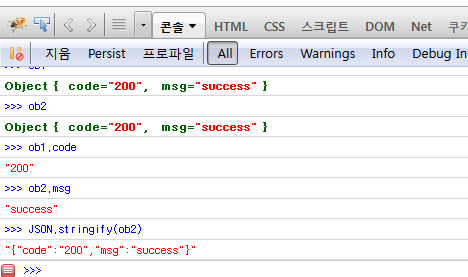 콘솔 HTML CSS 스크립트 DOM Net 쿠키
지움 Persist 프로파일 All Errors Warnings Info Debug In
Object { code="200", msg="success" }
>>> ob2
Object { code="200", msg="success" }
>>> ob1.code
"200"
>>> ob2.msg
"success"
>>> JSON.stringify(ob2)
"{"code":"200","msg":"success"}"
>>>